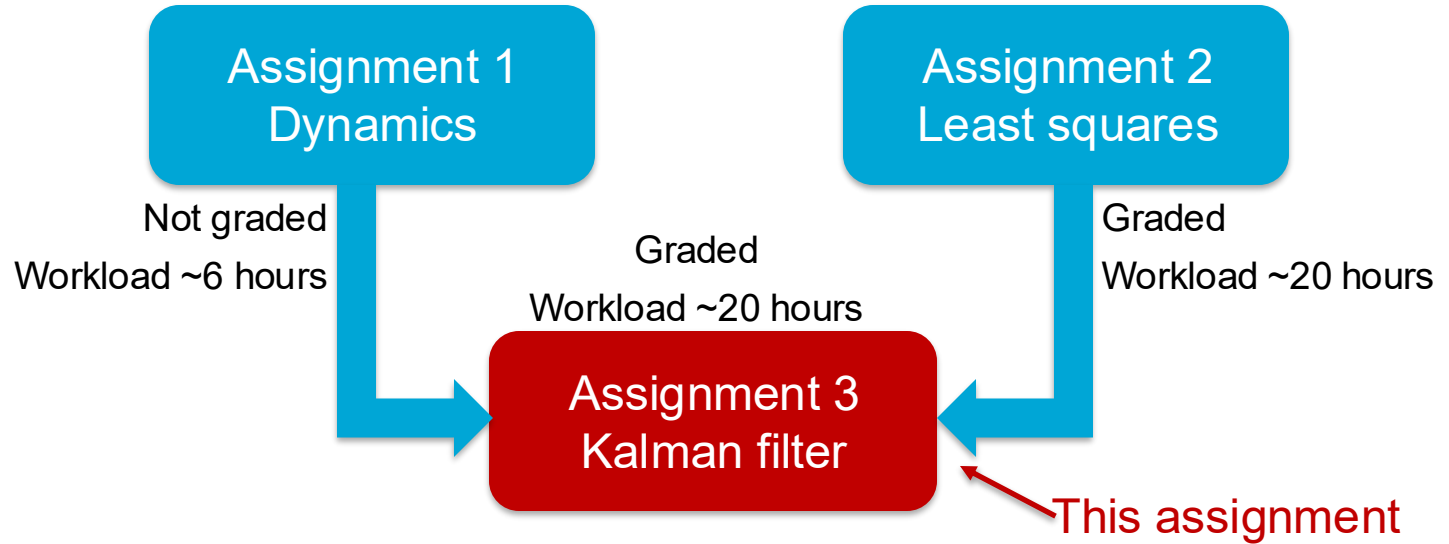 Assignment 1
Dynamics
Assignment 2
Least squares
Not graded
Workload ~6 hours
Graded
Workload ~20 hours
Graded
Workload ~20 hours
Assignment 3
Kalman filter
This assignment